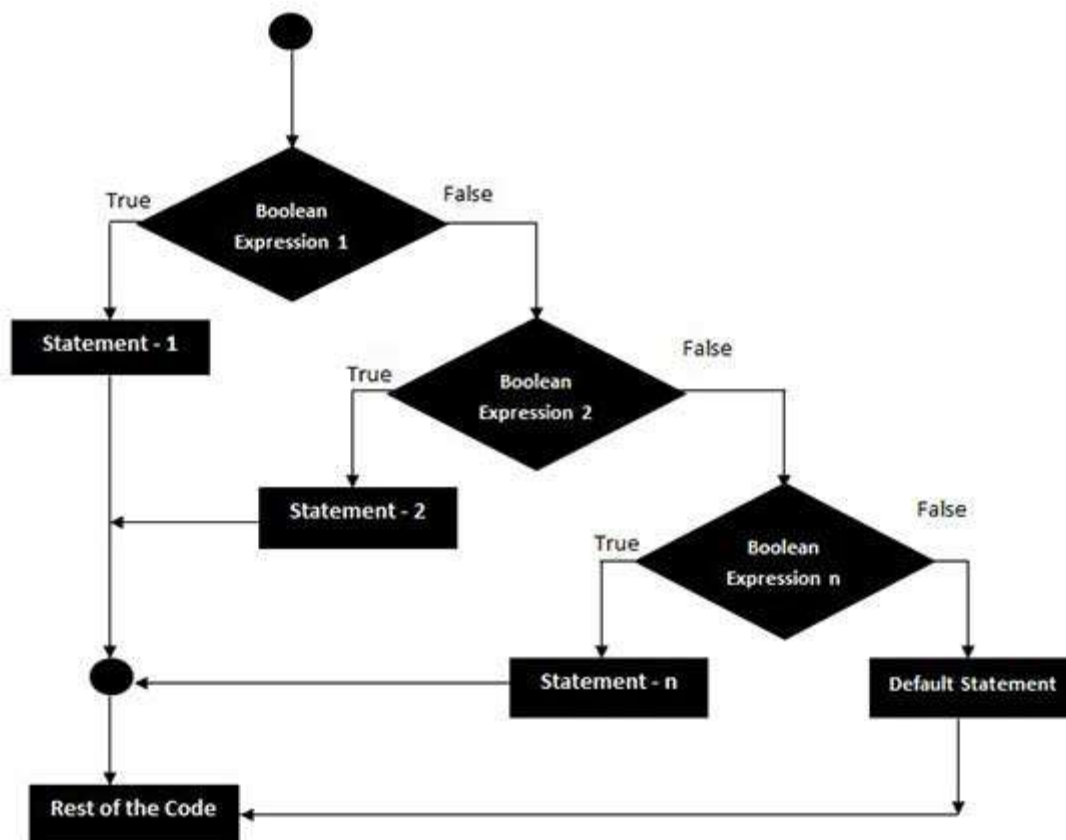 True
False
Boolean
Expression 1
Statement - 1
True
False
Boolean
Expression 2
Statement - 2
True
False
Boolean
Expression n
Statement - n
Default Statement
Rest of the Code